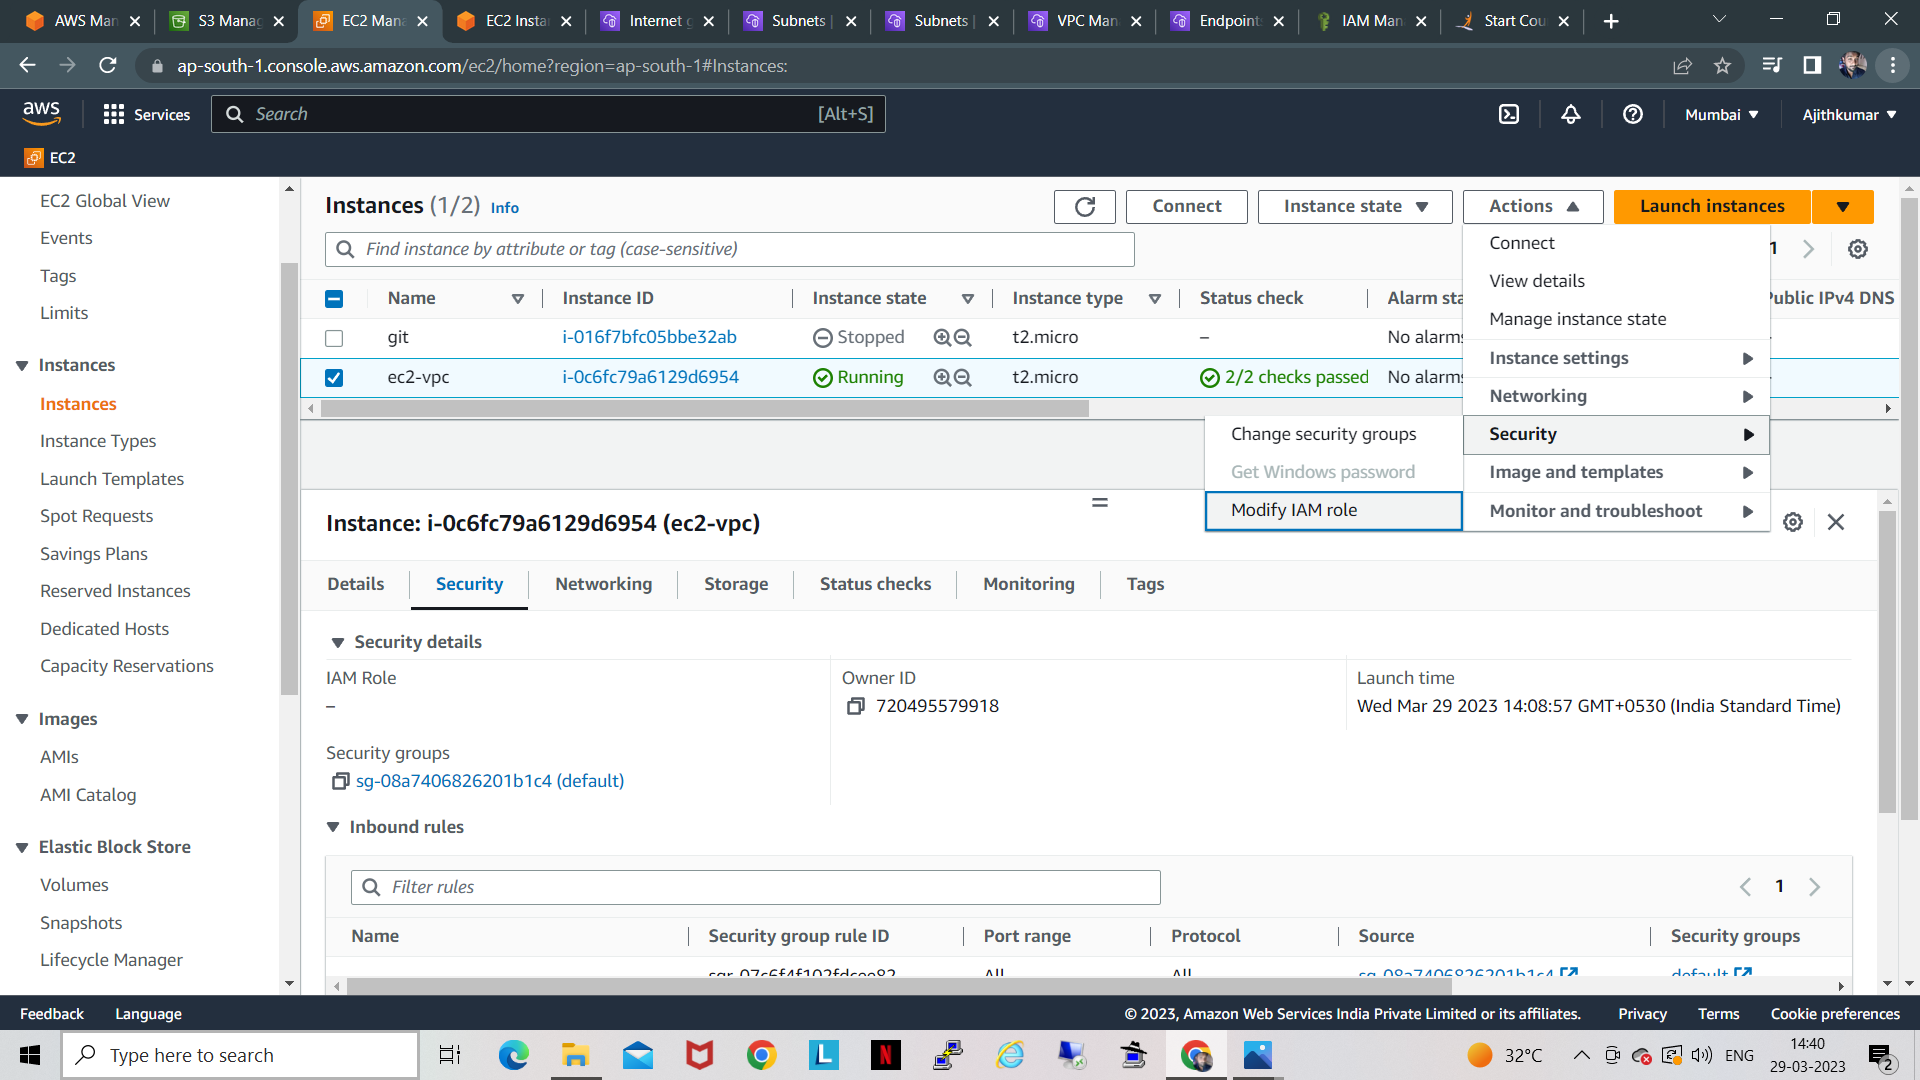 AWS Man
S3 Manag
EC2 Mana
EC2 Insta
Internet g
Subnets |
Subnets |
VPC Man
Endpoint
IAM Man
Start Cou
ap-south-1.console.aws.amazon.com/ec2/home?region=ap-south-1#Instances:
aws
Services
Search
[Alt+S]
Mumbai
Ajithkumar
EC2
EC2 Global View
Events
Tags
Limits
Instances
Instances
Instance Types
Launch Templates
Spot Requests
Savings Plans
Reserved Instances
Dedicated Hosts
Capacity Reservations
Images
AMIs
AMI Catalog
Elastic Block Store
Volumes
Snapshots
Lifecycle Manager
Instances (1/2) Info
Connect
Instance state
Actions
Launch instances
Find instance by attribute or tag (case-sensitive)
1
Name Instance ID Instance state Instance type Status check Alarm sta Public IPv4 DNS
git i-016f7bfc05bbe32ab Stopped t2.micro – No alarms –
ec2-vpc i-0c6fc79a6129d6954 Running t2.micro 2/2 checks passed No alarms –
Connect
View details
Manage instance state
Instance settings
Networking
Security
Image and templates
Monitor and troubleshoot
Change security groups
Get Windows password
Modify IAM role
Instance: i-0c6fc79a6129d6954 (ec2-vpc)
Details Security Networking Storage Status checks Monitoring Tags
Security details
IAM Role
–
Owner ID
720495579918
Launch time
Wed Mar 29 2023 14:08:57 GMT+0530 (India Standard Time)
Security groups
sg-08a7406826201b1c4 (default)
Inbound rules
Filter rules
1
Name Security group rule ID Port range Protocol Source Security groups
sgr-07c6f4f102fdcee82 All All sg-08a7406826201b1c4 default
Feedback Language
© 2023, Amazon Web Services India Private Limited or its affiliates. Privacy Terms Cookie preferences
Type here to search
32°C
ENG
14:40
29-03-2023
2